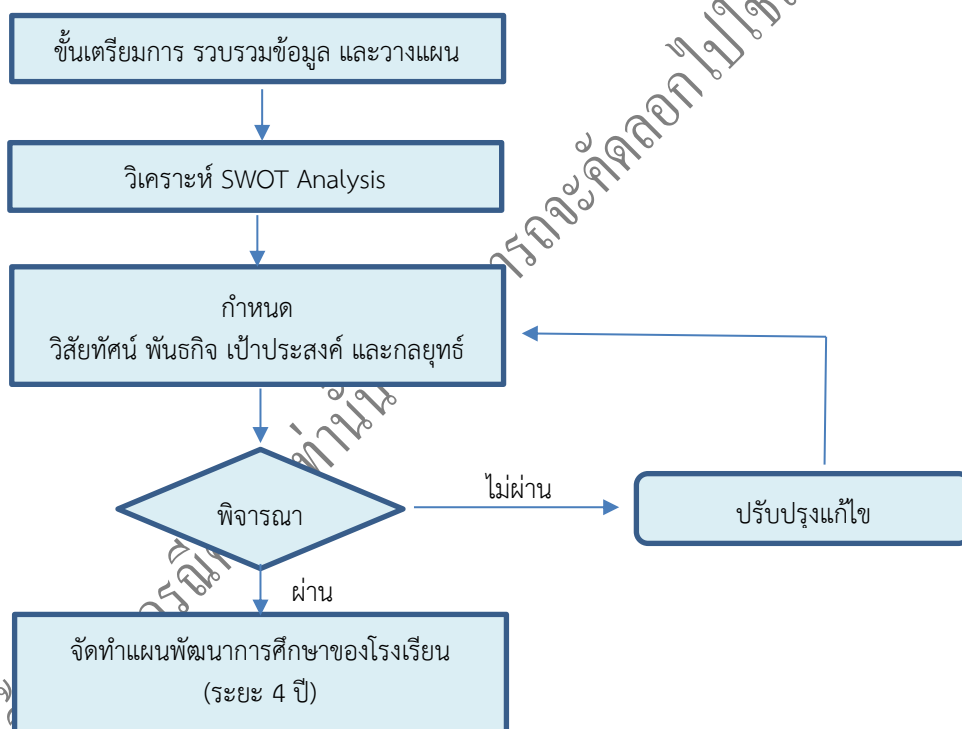 ขั้นเตรียมการ รวบรวมข้อมูล และวางแผน
วิเคราะห์ SWOT Analysis
กำหนด
วิสัยทัศน์ พันธกิจ เป้าประสงค์ และกลยุทธ์
พิจารณา
ไม่ผ่าน
ปรับปรุงแก้ไข
ผ่าน
จัดทำแผนพัฒนาการศึกษาของโรงเรียน
(ระยะ 4 ปี)